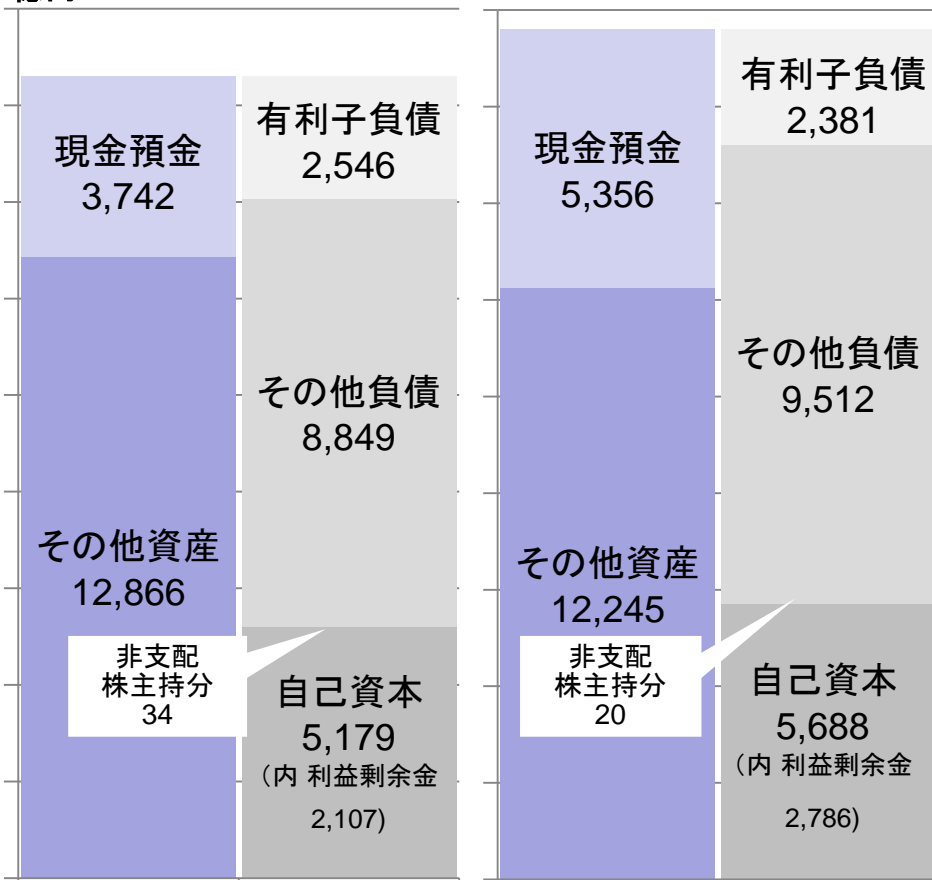 現金預金
3,742
有利子負債
2,546
その他負債
8,849
その他資産
12,866
非支配
株主持分
34
自己資本
5,179
(内 利益剰余金
2,107)
現金預金
5,356
有利子負債
2,381
その他負債
9,512
その他資産
12,245
非支配
株主持分
20
自己資本
5,688
(内 利益剰余金
2,786)